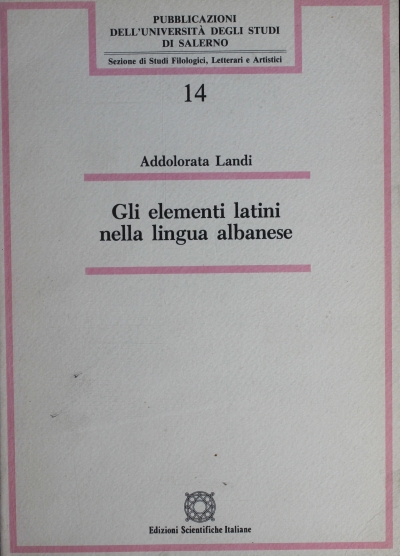 PUBBLICAZIONI
DELL'UNIVERSITÀ DEGLI STUDI
DI SALERNO
Sezione di Studi Filologici, Letterari e Artistici
14
Addolorata Landi
Gli elementi latini
nella lingua albanese
Edizioni Scientifiche Italiane